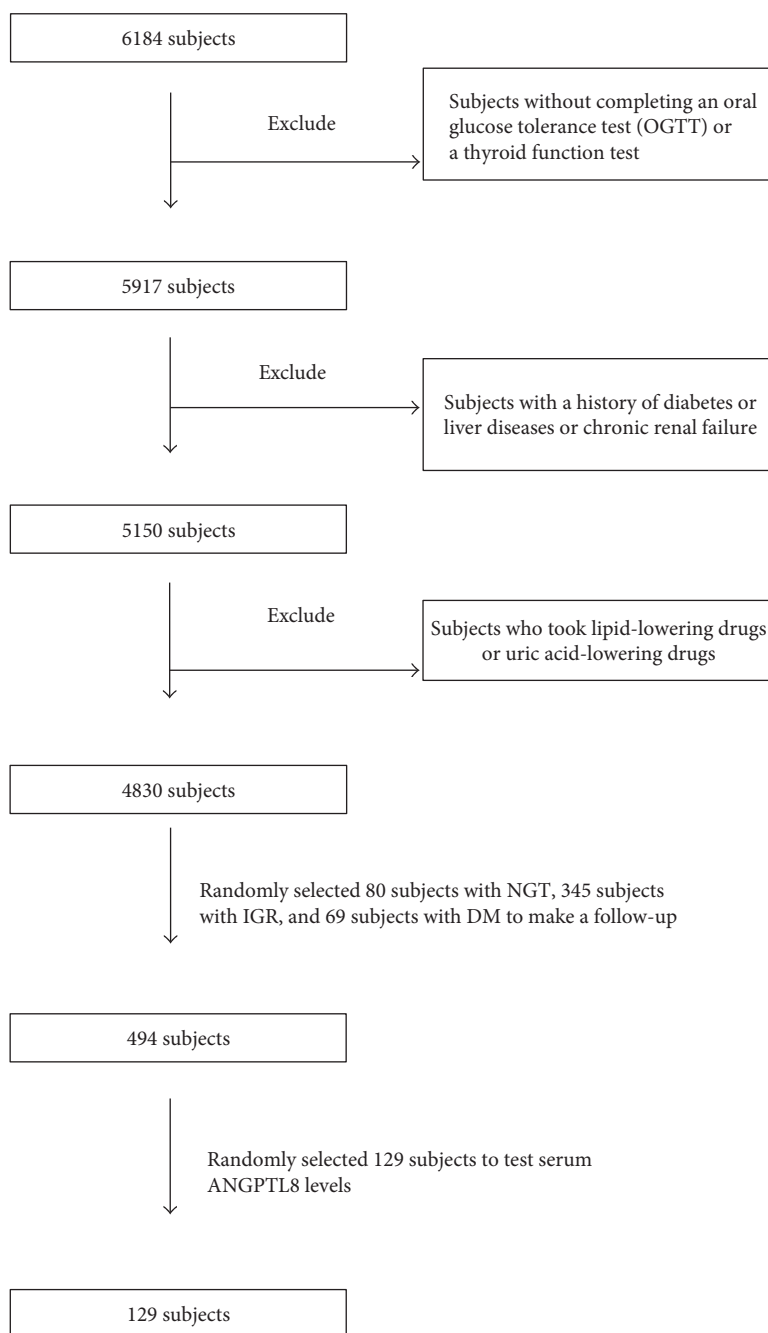 6184 subjects
Exclude
Subjects without completing an oral
glucose tolerance test (OGTT) or
a thyroid function test
5917 subjects
Exclude
Subjects with a history of diabetes or
liver diseases or chronic renal failure
5150 subjects
Exclude
Subjects who took lipid-lowering drugs
or uric acid-lowering drugs
4830 subjects
Randomly selected 80 subjects with NGT, 345 subjects
with IGR, and 69 subjects with DM to make a follow-up
494 subjects
Randomly selected 129 subjects to test serum
ANGPTL8 levels
129 subjects